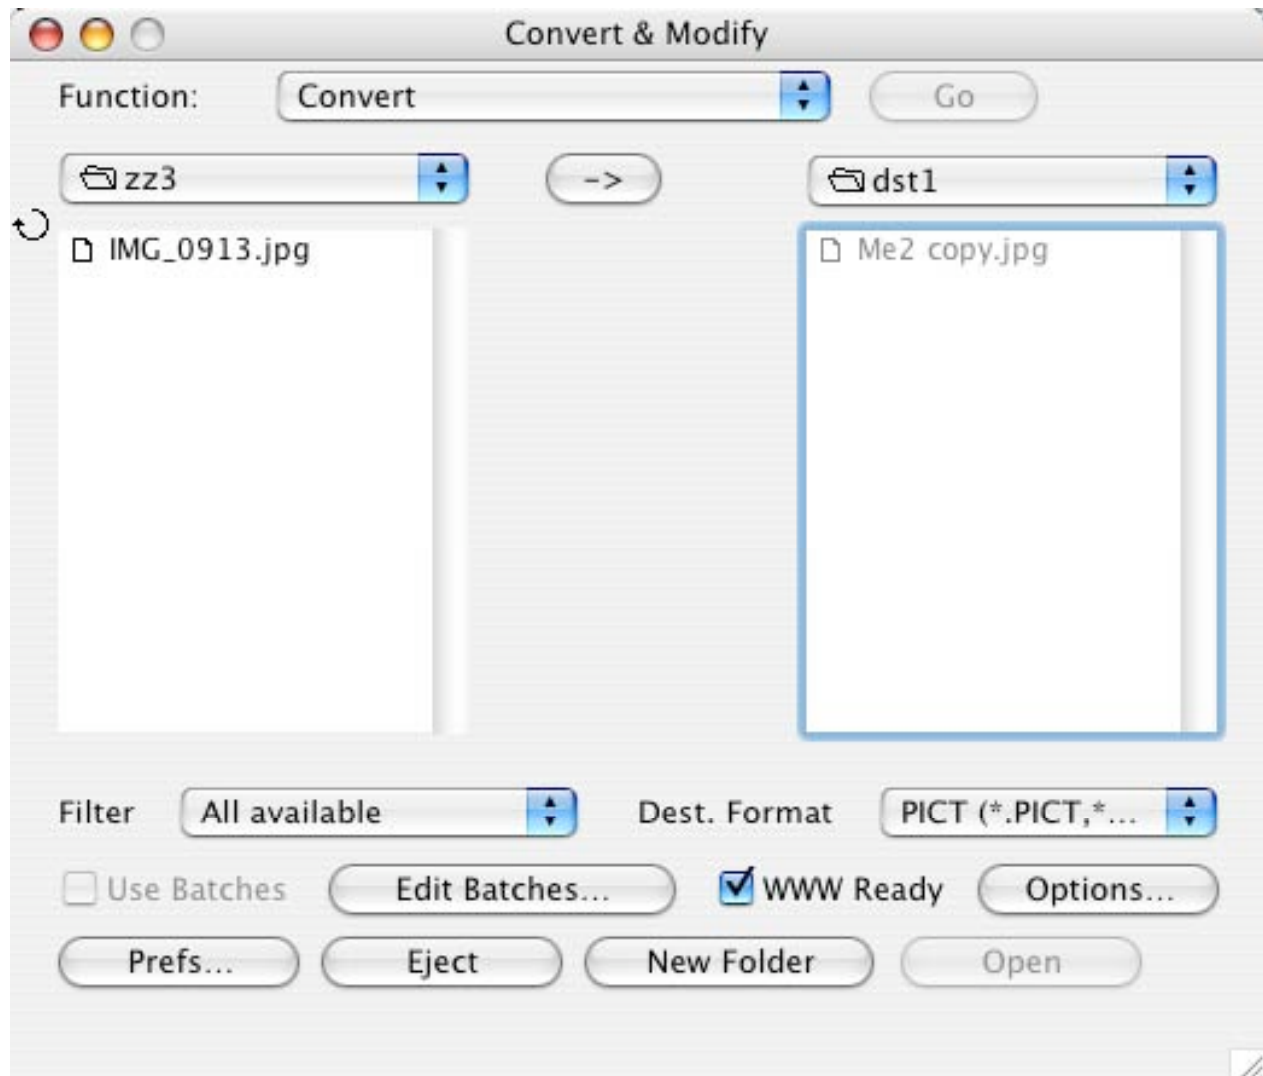 Convert & Modify
Function: Convert Go
zz3 -> dst1
IMG_0913.jpg Me2 copy.jpg
Filter All available Dest. Format PICT (*.PICT,*...
Use Batches Edit Batches... WWW Ready Options...
Prefs... Eject New Folder Open